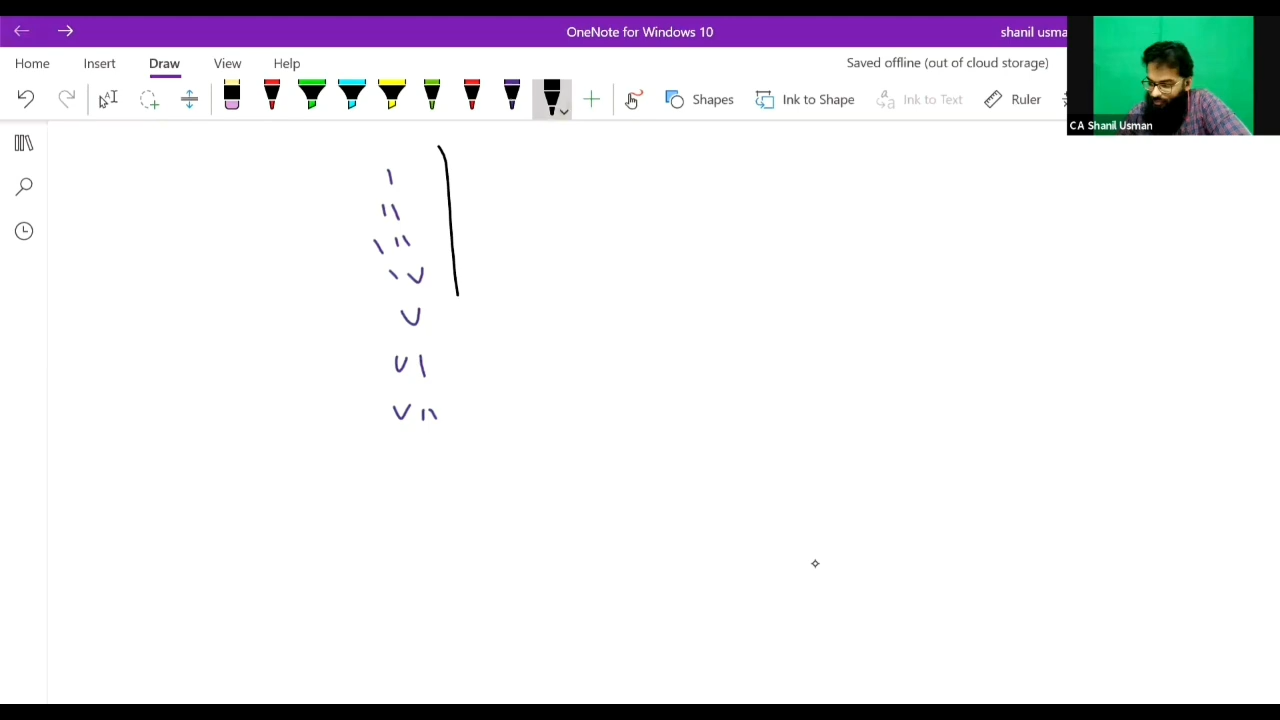 OneNote for Windows 10
shanil usma
Home Insert Draw View Help
Saved offline (out of cloud storage)
Shapes Ink to Shape Ink to Text Ruler
CA Shanil Usman
i
ii
iii
iv
v
vi
vii